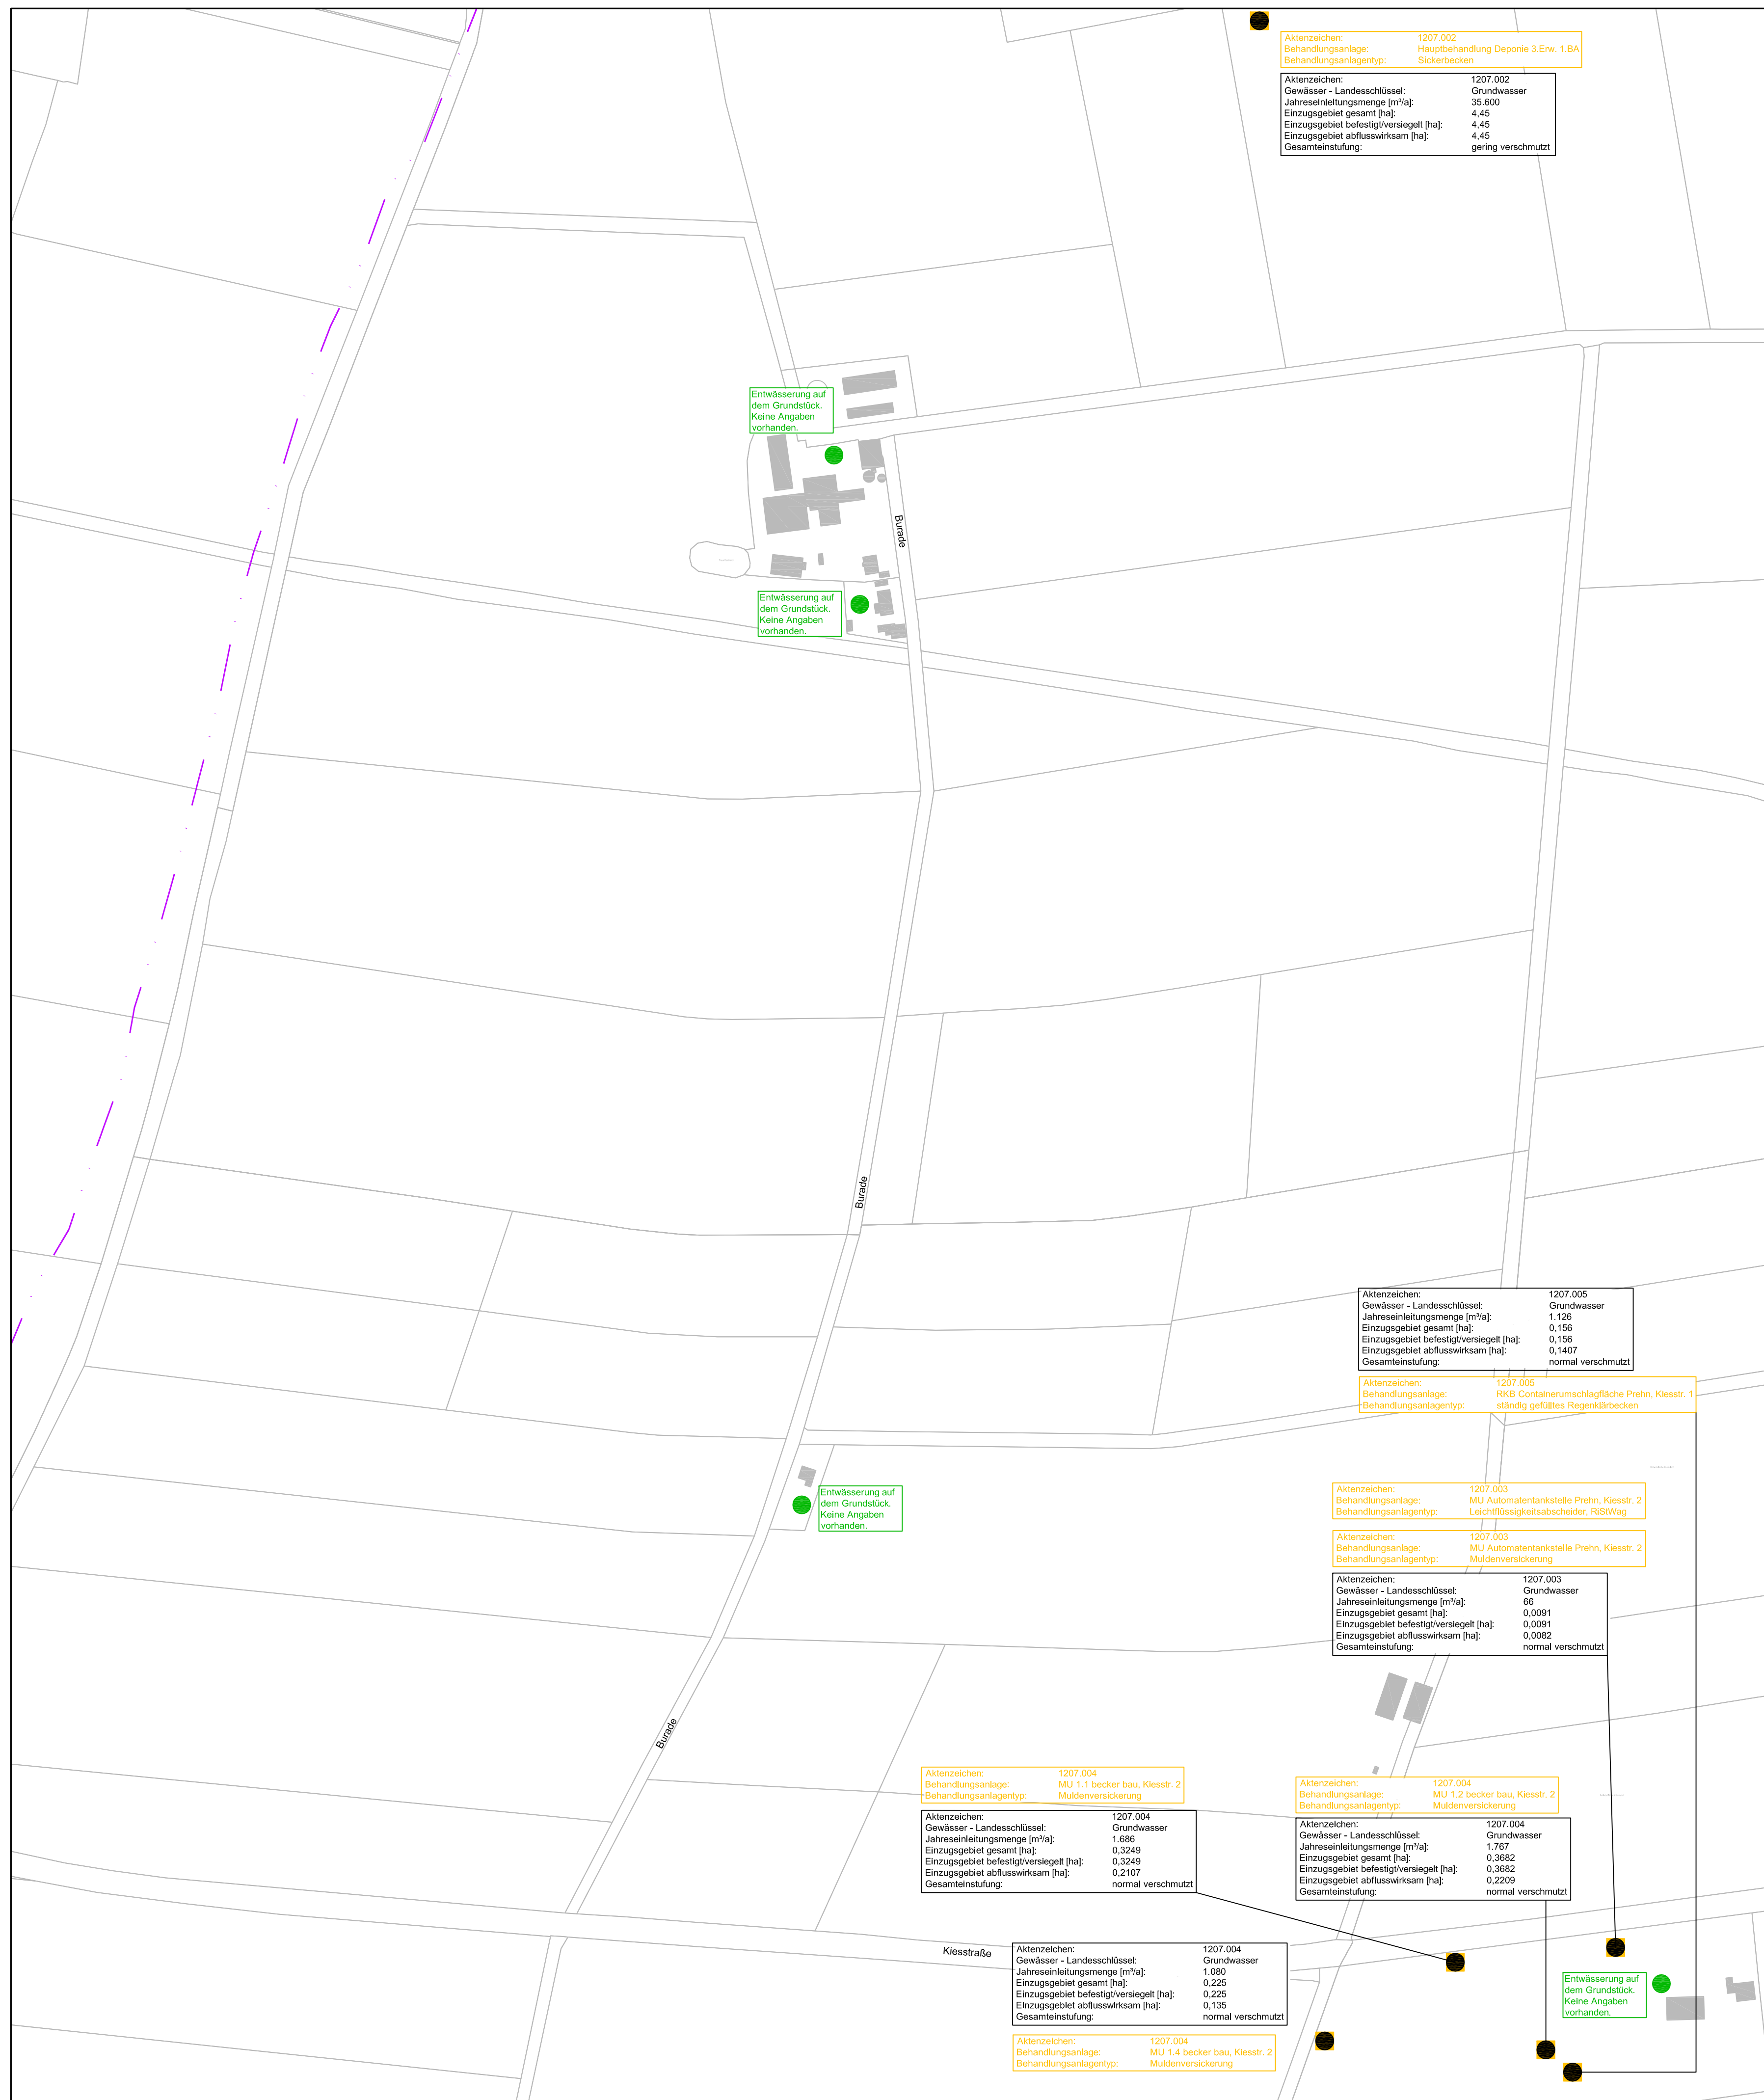 Aktenzeichen: 1207.002
Behandlungsanlage: Hauptbehandlung Deponie 3.Erw. 1.BA
Behandlungsanlagentyp: Sickerbecken
Aktenzeichen: 1207.002
Gewässer - Landesschlüssel: Grundwasser
Jahreseinleitungsmenge [m³/a]: 35.600
Einzugsgebiet gesamt [ha]: 4,45
Einzugsgebiet befestigt/versiegelt [ha]: 4,45
Einzugsgebiet abflusswirksam [ha]: 4,45
Gesamteinstufung: gering verschmutzt
Entwässerung auf
dem Grundstück.
Keine Angaben
vorhanden.
Burade
Entwässerung auf
dem Grundstück.
Keine Angaben
vorhanden.
Burade
Aktenzeichen: 1207.005
Gewässer - Landesschlüssel: Grundwasser
Jahreseinleitungsmenge [m³/a]: 1.126
Einzugsgebiet gesamt [ha]: 0,156
Einzugsgebiet befestigt/versiegelt [ha]: 0,156
Einzugsgebiet abflusswirksam [ha]: 0,1407
Gesamteinstufung: normal verschmutzt
Aktenzeichen: 1207.005
Behandlungsanlage: RKB Containerumschlagfläche Prehn, Kiesstr. 1
Behandlungsanlagentyp: ständig gefülltes Regenklärbecken
Entwässerung auf
dem Grundstück.
Keine Angaben
vorhanden.
Aktenzeichen: 1207.003
Behandlungsanlage: MU Automatentankstelle Prehn, Kiesstr. 2
Behandlungsanlagentyp: Leichtflüssigkeitsabscheider, RiStWag
Aktenzeichen: 1207.003
Behandlungsanlage: MU Automatentankstelle Prehn, Kiesstr. 2
Behandlungsanlagentyp: Muldenversickerung
Aktenzeichen: 1207.003
Gewässer - Landesschlüssel: Grundwasser
Jahreseinleitungsmenge [m³/a]: 66
Einzugsgebiet gesamt [ha]: 0,0091
Einzugsgebiet befestigt/versiegelt [ha]: 0,0091
Einzugsgebiet abflusswirksam [ha]: 0,0082
Gesamteinstufung: normal verschmutzt
Burade
Aktenzeichen: 1207.004
Behandlungsanlage: MU 1.1 becker bau, Kiesstr. 2
Behandlungsanlagentyp: Muldenversickerung
Aktenzeichen: 1207.004
Gewässer - Landesschlüssel: Grundwasser
Jahreseinleitungsmenge [m³/a]: 1.686
Einzugsgebiet gesamt [ha]: 0,3249
Einzugsgebiet befestigt/versiegelt [ha]: 0,3249
Einzugsgebiet abflusswirksam [ha]: 0,2107
Gesamteinstufung: normal verschmutzt
Aktenzeichen: 1207.004
Behandlungsanlage: MU 1.2 becker bau, Kiesstr. 2
Behandlungsanlagentyp: Muldenversickerung
Aktenzeichen: 1207.004
Gewässer - Landesschlüssel: Grundwasser
Jahreseinleitungsmenge [m³/a]: 1.767
Einzugsgebiet gesamt [ha]: 0,3682
Einzugsgebiet befestigt/versiegelt [ha]: 0,3682
Einzugsgebiet abflusswirksam [ha]: 0,2209
Gesamteinstufung: normal verschmutzt
Kiesstraße
Aktenzeichen: 1207.004
Gewässer - Landesschlüssel: Grundwasser
Jahreseinleitungsmenge [m³/a]: 1.080
Einzugsgebiet gesamt [ha]: 0,225
Einzugsgebiet befestigt/versiegelt [ha]: 0,225
Einzugsgebiet abflusswirksam [ha]: 0,135
Gesamteinstufung: normal verschmutzt
Aktenzeichen: 1207.004
Behandlungsanlage: MU 1.4 becker bau, Kiesstr. 2
Behandlungsanlagentyp: Muldenversickerung
Entwässerung auf
dem Grundstück.
Keine Angaben
vorhanden.